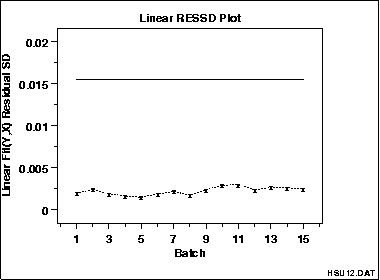 Linear RESSD Plot
Linear Fit(Y,X) Residual SD
0.02
0.015
0.01
0.005
0
1 3 5 7 9 11 13 15
Batch
HSU12.DAT